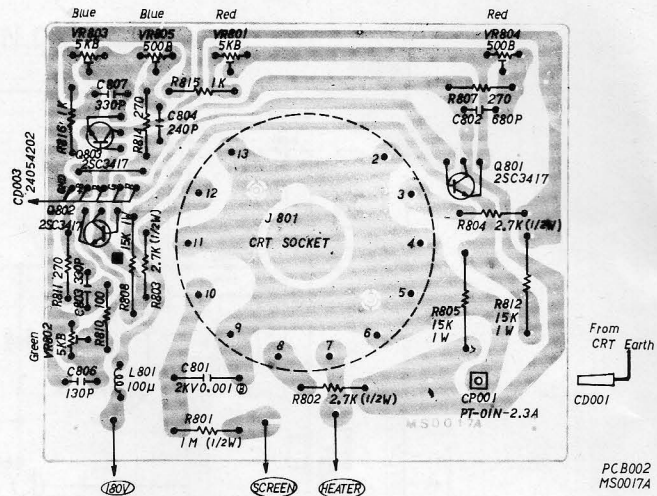 Blue Blue Red Red
VR803 VR805 VR801 VR804
5KB 500B 5KB 500B
C807
330P
R815 1K
R807 270
C802 680P
R816 1K
R814 270
C804
240P
Q803
2SC3417
13
2
Q801
2SC3417
CD003
24054202
GND
12
3
Q802
2SC3417
J801
CRT SOCKET
R804 2.7K(1/2W)
11
4
15K
R808
2.7K(1/2W)
R803
R811 270
C803 330P
R810 100
10
5
R805
15K
1W
R812
15K
1W
9
6
8
7
Green
VR802
5KB
From
CRT Earth
C806
130P
L801
100μ
C801
2KV0.001 B
R802 2.7K(1/2W)
CP001
PT-01N-2.3A
CD001
R801
1M (1/2W)
MS0017A
180V
SCREEN
HEATER
PCB002
MS0017A